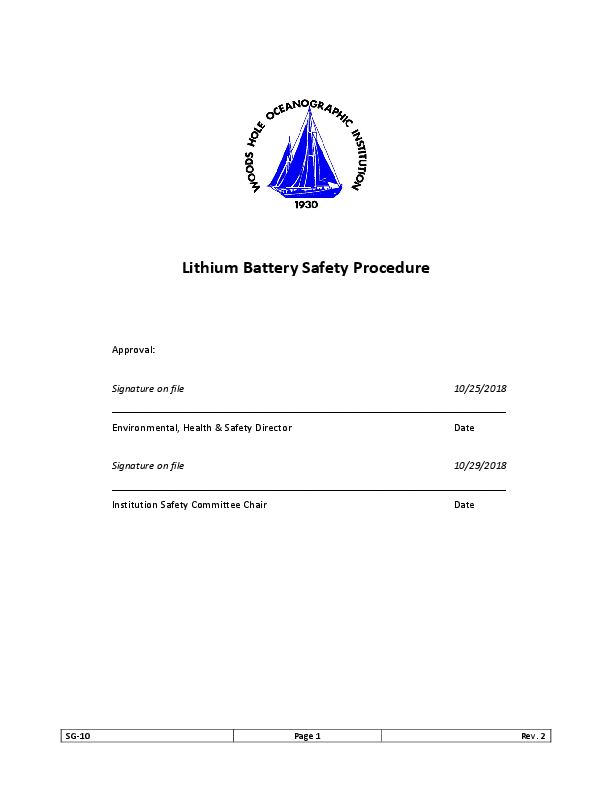 WOODS HOLE OCEANOGRAPHIC INSTITUTION
1930
Lithium Battery Safety Procedure
Approval:
Signature on file 10/25/2018
Environmental, Health & Safety Director Date
Signature on file 10/29/2018
Institution Safety Committee Chair Date
SG-10 Page 1 Rev. 2